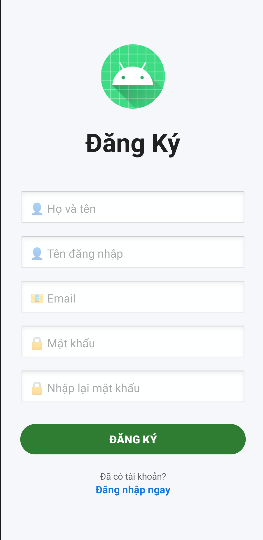 Đăng Ký
Họ và tên
Tên đăng nhập
Email
Mật khẩu
Nhập lại mật khẩu
ĐĂNG KÝ
Đã có tài khoản?
Đăng nhập ngay